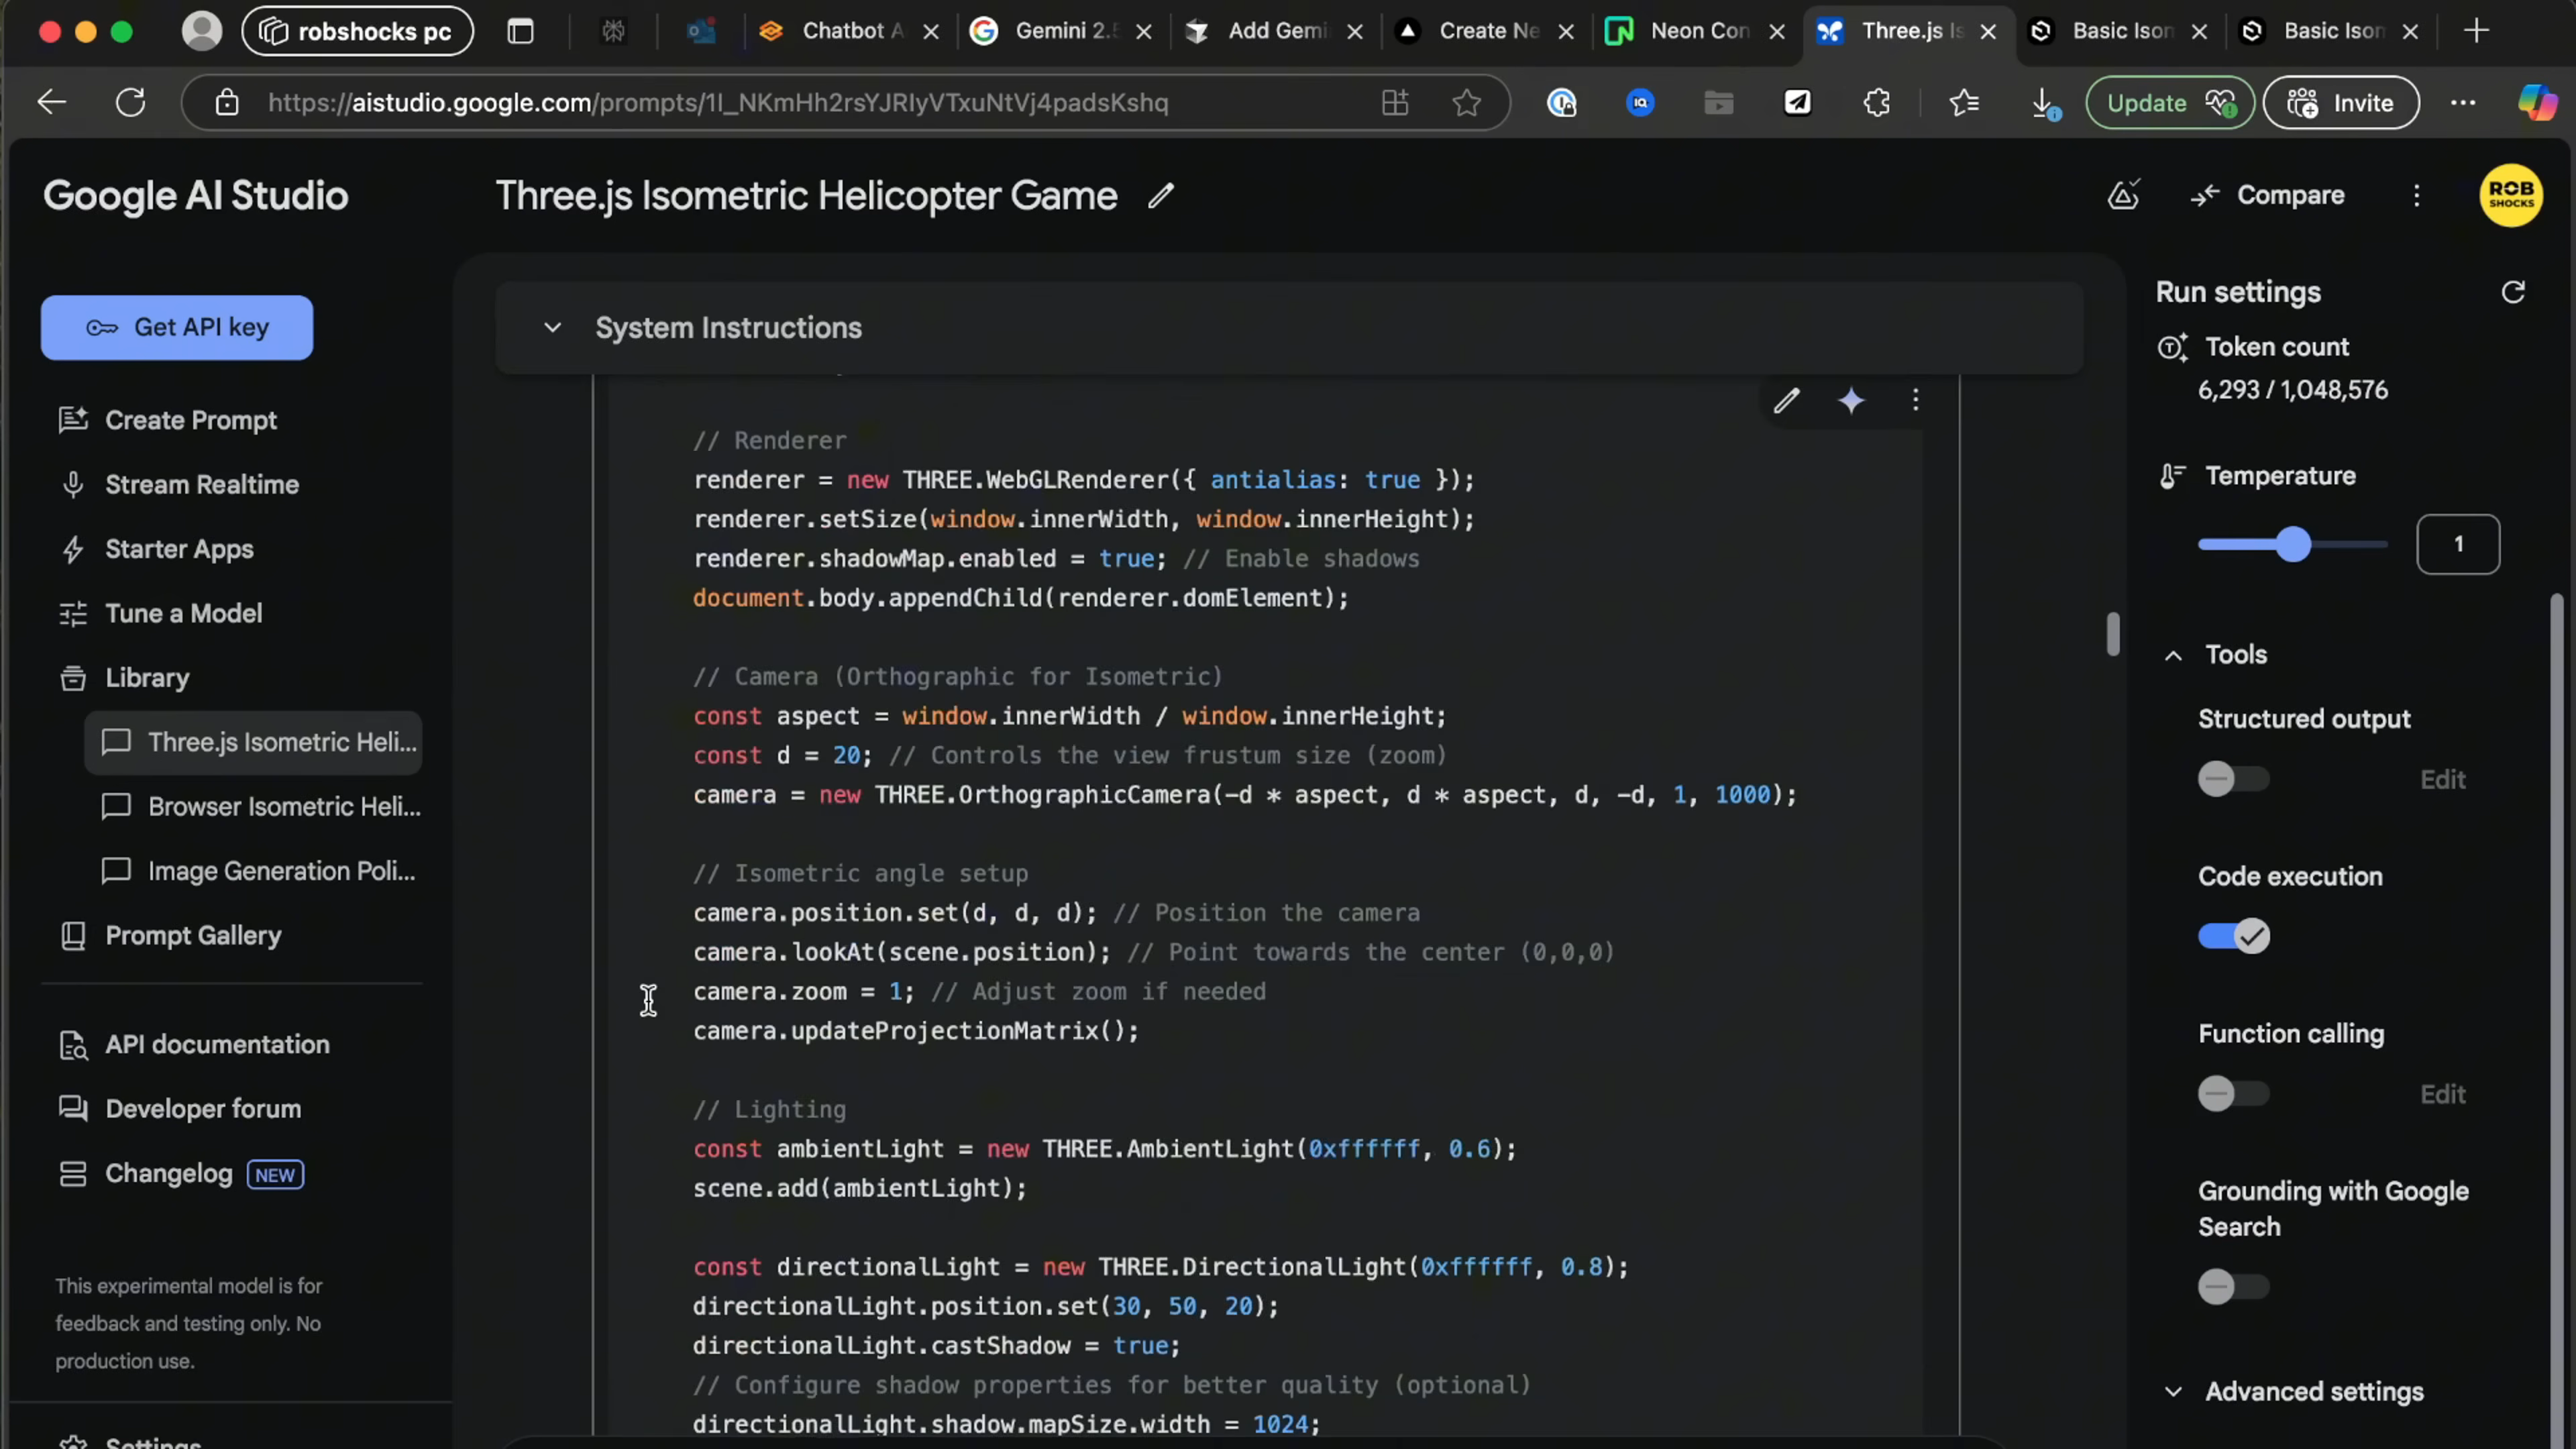 robshocks pc
Chatbot A
Gemini 2.5
Add Gemi
Create Ne
Neon Con
Three.js Is
Basic Ison
Basic Ison
https://aistudio.google.com/prompts/1l_NKmHh2rsYJRIyVTxuNtVj4padsKshq
Update
Invite
Google AI Studio
Three.js Isometric Helicopter Game
Compare
ROB
SHOCKS
Get API key
Create Prompt
Stream Realtime
Starter Apps
Tune a Model
Library
Three.js Isometric Heli...
Browser Isometric Heli...
Image Generation Poli...
Prompt Gallery
API documentation
Developer forum
Changelog NEW
This experimental model is for
feedback and testing only. No
production use.
Settings
System Instructions
// Renderer
renderer = new THREE.WebGLRenderer({ antialias: true });
renderer.setSize(window.innerWidth, window.innerHeight);
renderer.shadowMap.enabled = true; // Enable shadows
document.body.appendChild(renderer.domElement);
// Camera (Orthographic for Isometric)
const aspect = window.innerWidth / window.innerHeight;
const d = 20; // Controls the view frustum size (zoom)
camera = new THREE.OrthographicCamera(-d * aspect, d * aspect, d, -d, 1, 1000);
// Isometric angle setup
camera.position.set(d, d, d); // Position the camera
camera.lookAt(scene.position); // Point towards the center (0,0,0)
camera.zoom = 1; // Adjust zoom if needed
camera.updateProjectionMatrix();
// Lighting
const ambientLight = new THREE.AmbientLight(0xffffff, 0.6);
scene.add(ambientLight);
const directionalLight = new THREE.DirectionalLight(0xffffff, 0.8);
directionalLight.position.set(30, 50, 20);
directionalLight.castShadow = true;
// Configure shadow properties for better quality (optional)
directionalLight.shadow.mapSize.width = 1024;
Run settings
Token count
6,293 / 1,048,576
Temperature
1
Tools
Structured output
Edit
Code execution
Function calling
Edit
Grounding with Google
Search
Advanced settings